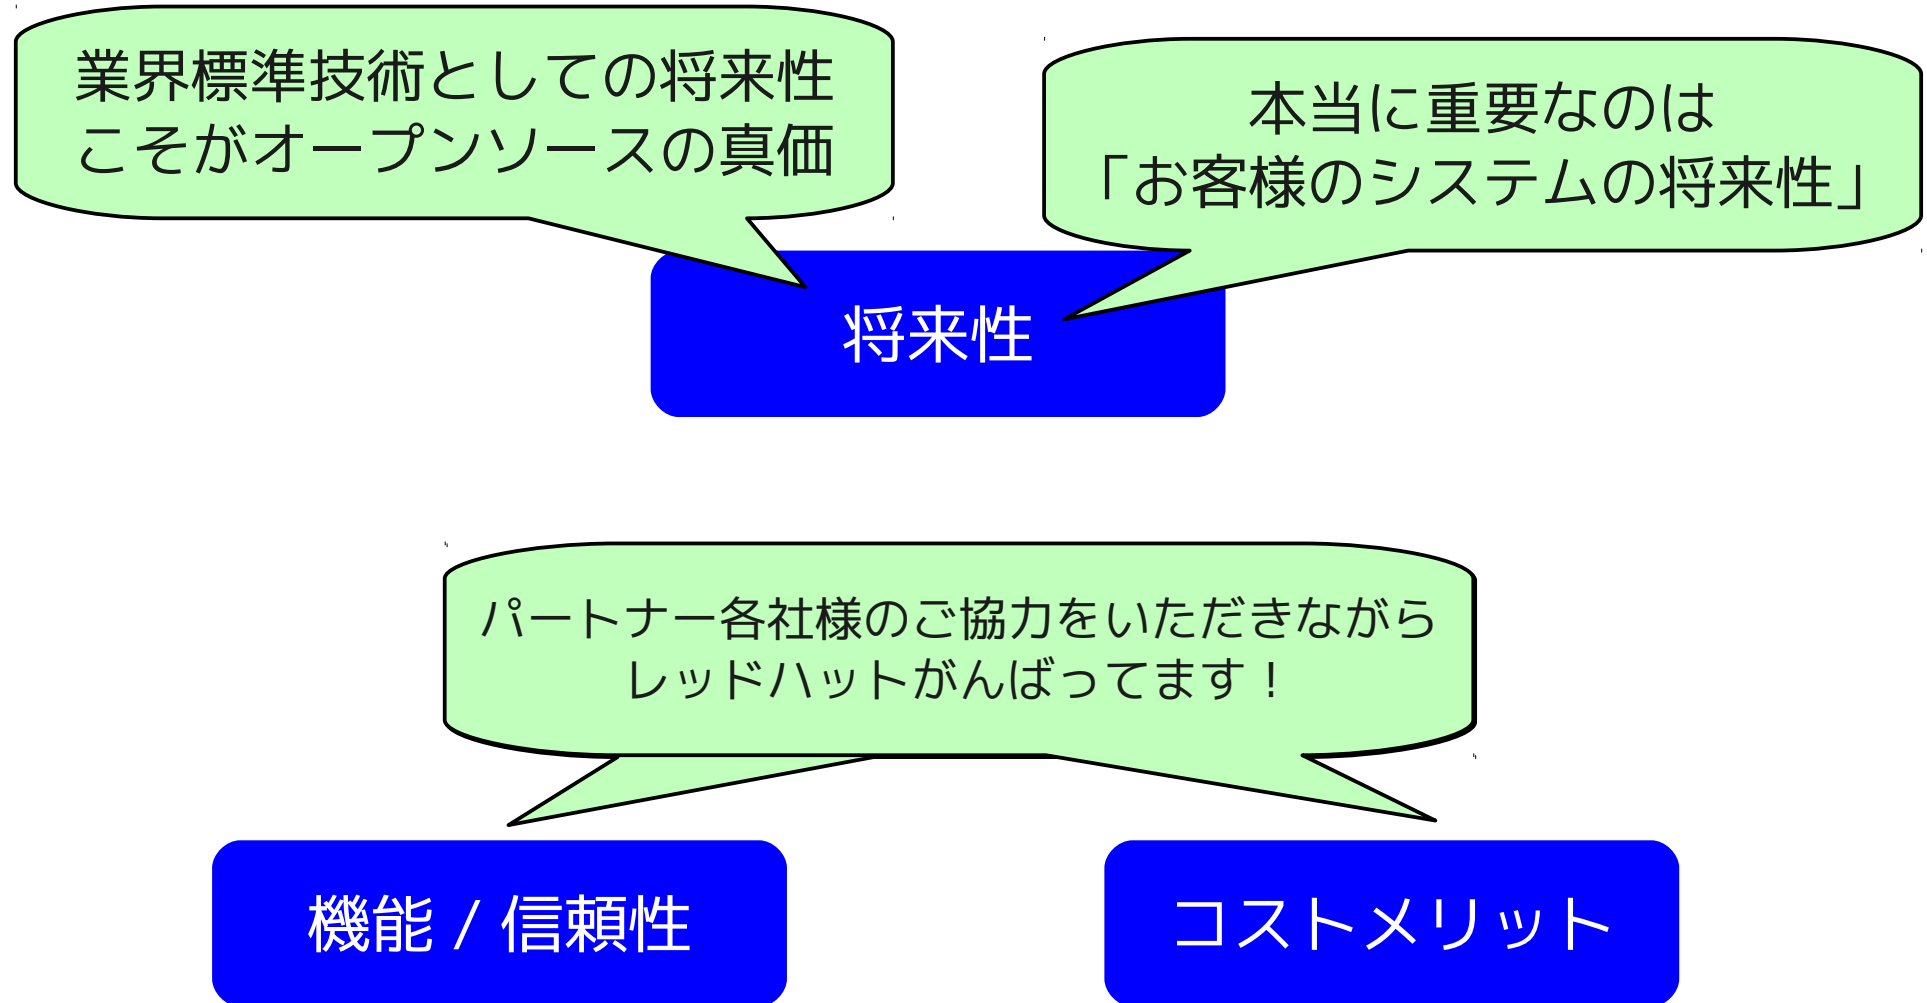 業界標準技術としての将来性
こそがオープンソースの真価
本当に重要なのは
「お客様のシステムの将来性」
将来性
パートナー各社様のご協力をいただきながら
レッドハットがんばってます！
機能 / 信頼性
コストメリット